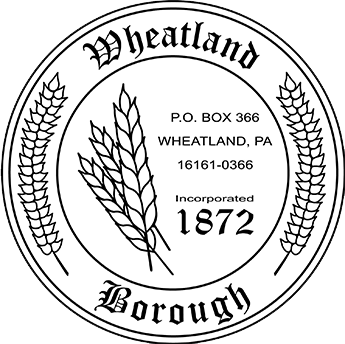 Wheatland
P.O. BOX 366
WHEATLAND, PA
16161-0366
Incorporated
1872
Borough